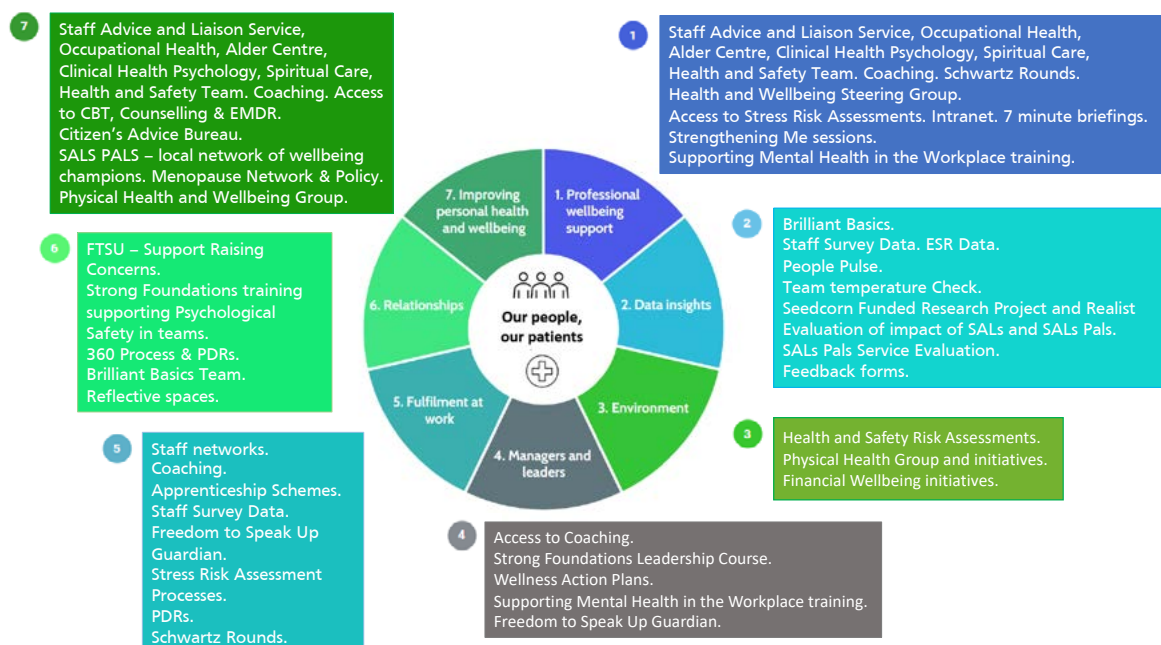 7
Staff Advice and Liaison Service,
Occupational Health, Alder Centre,
Clinical Health Psychology, Spiritual Care,
Health and Safety Team. Coaching. Access
to CBT, Counselling & EMDR.
Citizen’s Advice Bureau.
SALS PALS – local network of wellbeing
champions. Menopause Network & Policy.
Physical Health and Wellbeing Group.
1
Staff Advice and Liaison Service, Occupational Health,
Alder Centre, Clinical Health Psychology, Spiritual Care,
Health and Safety Team. Coaching. Schwartz Rounds.
Health and Wellbeing Steering Group.
Access to Stress Risk Assessments. Intranet. 7 minute briefings.
Strengthening Me sessions.
Supporting Mental Health in the Workplace training.
7. Improving
personal health
and wellbeing
1. Professional
wellbeing
support
6. Relationships
2. Data insights
Our people,
our patients
5. Fulfilment at
work
3. Environment
4. Managers and
leaders
2
Brilliant Basics.
Staff Survey Data. ESR Data.
People Pulse.
Team temperature Check.
Seedcorn Funded Research Project and Realist
Evaluation of impact of SALs and SALs Pals.
SALs Pals Service Evaluation.
Feedback forms.
6
FTSU – Support Raising
Concerns.
Strong Foundations training
supporting Psychological
Safety in teams.
360 Process & PDRs.
Brilliant Basics Team.
Reflective spaces.
3
Health and Safety Risk Assessments.
Physical Health Group and initiatives.
Financial Wellbeing initiatives.
5
Staff networks.
Coaching.
Apprenticeship Schemes.
Staff Survey Data.
Freedom to Speak Up
Guardian.
Stress Risk Assessment
Processes.
PDRs.
Schwartz Rounds.
4
Access to Coaching.
Strong Foundations Leadership Course.
Wellness Action Plans.
Supporting Mental Health in the Workplace training.
Freedom to Speak Up Guardian.